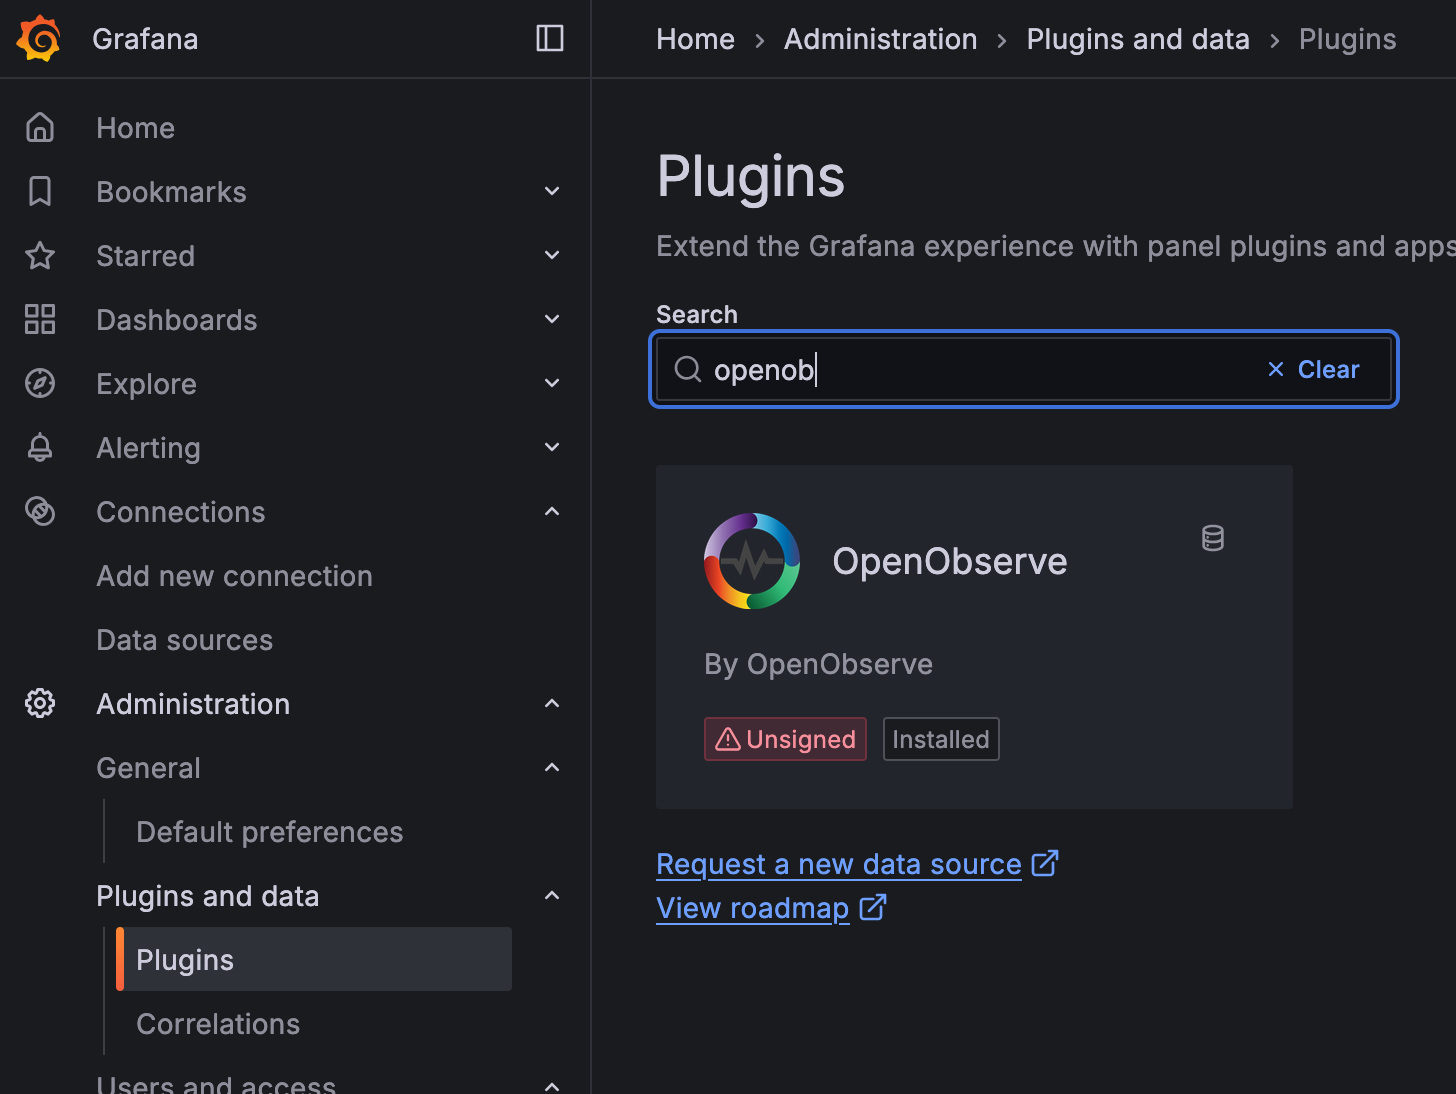 Grafana
Home > Administration > Plugins and data > Plugins
Home
Bookmarks
Starred
Dashboards
Explore
Alerting
Connections
Add new connection
Data sources
Administration
General
Default preferences
Plugins and data
Plugins
Correlations
Users and access
Plugins
Extend the Grafana experience with panel plugins and apps
Search
openob
Clear
OpenObserve
By OpenObserve
Unsigned
Installed
Request a new data source
View roadmap